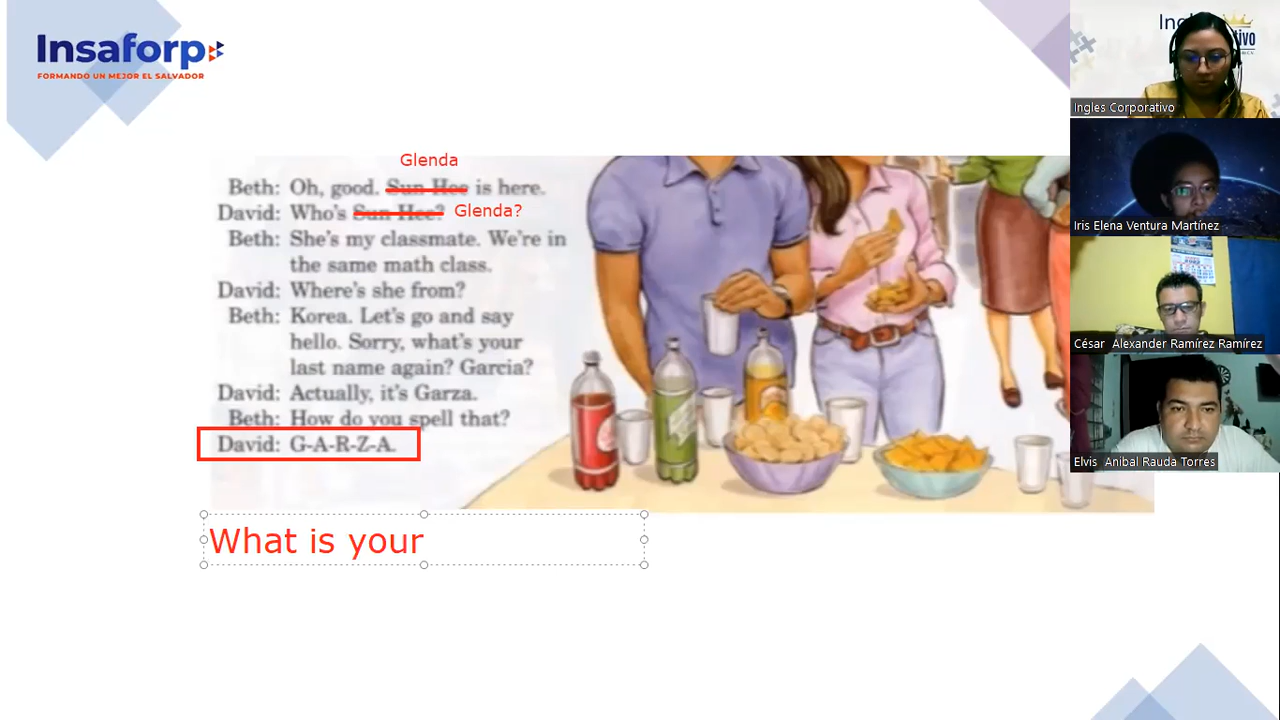 Insaforp
FORMANDO UN MEJOR EL SALVADOR
Glenda
Beth: Oh, good. Sun Hee is here.
David: Who's Sun Hee? Glenda?
Beth: She's my classmate. We're in
the same math class.
David: Where's she from?
Beth: Korea. Let's go and say
hello. Sorry, what's your
last name again? Garcia?
David: Actually, it's Garza.
Beth: How do you spell that?
David: G-A-R-Z-A.
What is your
Ingles Corporativo
Iris Elena Ventura Martínez
César Alexander Ramírez Ramírez
Elvis Anibal Rauda Torres